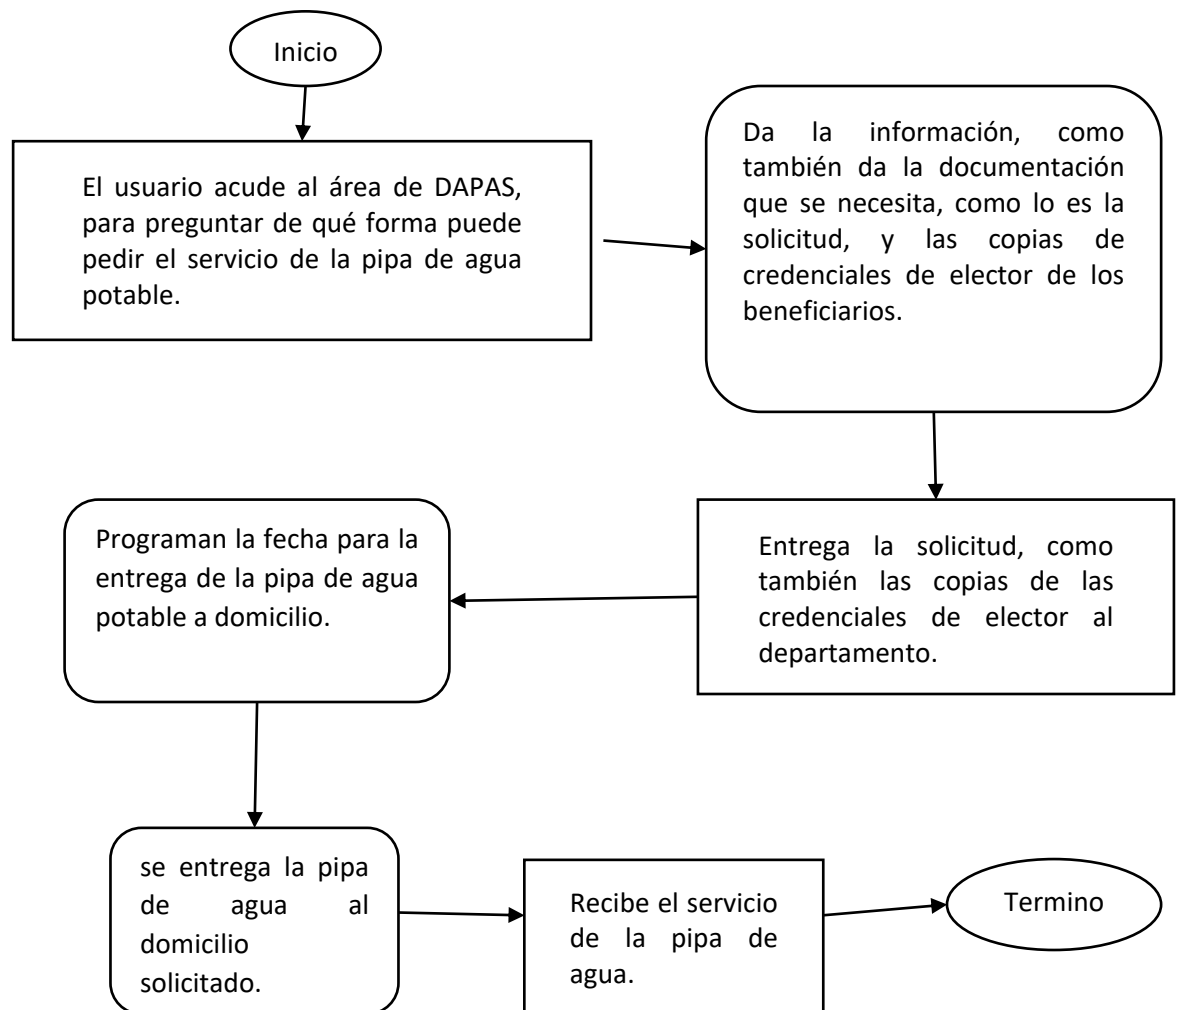 Inicio
El usuario acude al área de DAPAS,
para preguntar de qué forma puede
pedir el servicio de la pipa de agua
potable.
Da la información, como
también da la documentación
que se necesita, como lo es la
solicitud, y las copias de
credenciales de elector de los
beneficiarios.
Entrega la solicitud, como
también las copias de las
credenciales de elector al
departamento.
Programan la fecha para la
entrega de la pipa de agua
potable a domicilio.
se entrega la pipa
de agua al
domicilio
solicitado.
Recibe el servicio
de la pipa de
agua.
Termino